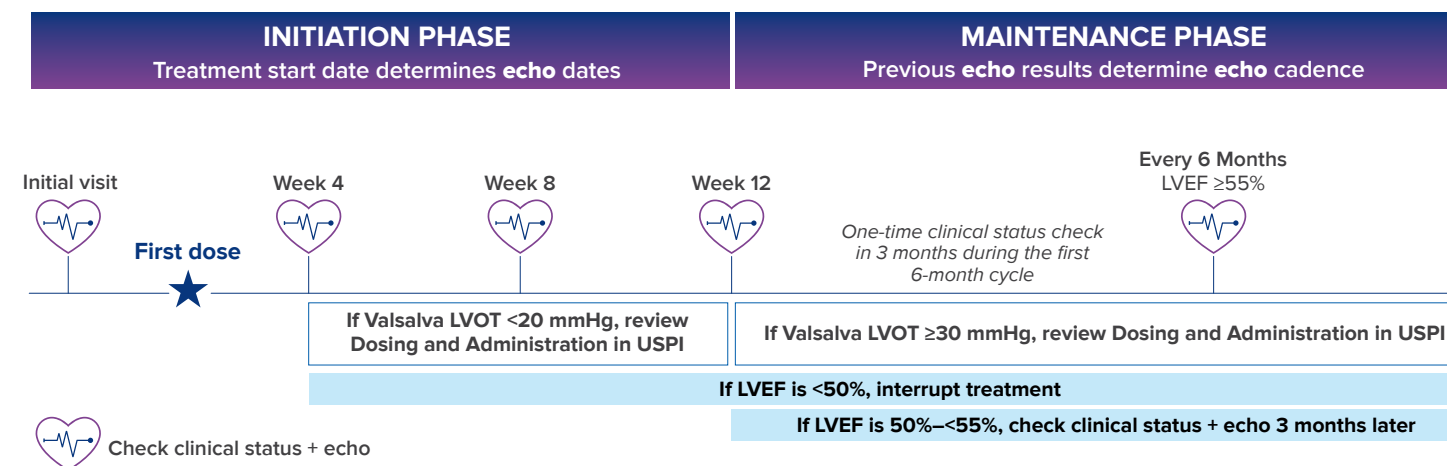 INITIATION PHASE
Treatment start date determines echo dates
MAINTENANCE PHASE
Previous echo results determine echo cadence
Initial visit
First dose
Week 4
Week 8
Week 12
One-time clinical status check
in 3 months during the first
6-month cycle
Every 6 Months
LVEF ≥55%
If Valsalva LVOT <20 mmHg, review
Dosing and Administration in USPI
If Valsalva LVOT ≥30 mmHg, review Dosing and Administration in USPI
If LVEF is <50%, interrupt treatment
If LVEF is 50%–<55%, check clinical status + echo 3 months later
Check clinical status + echo